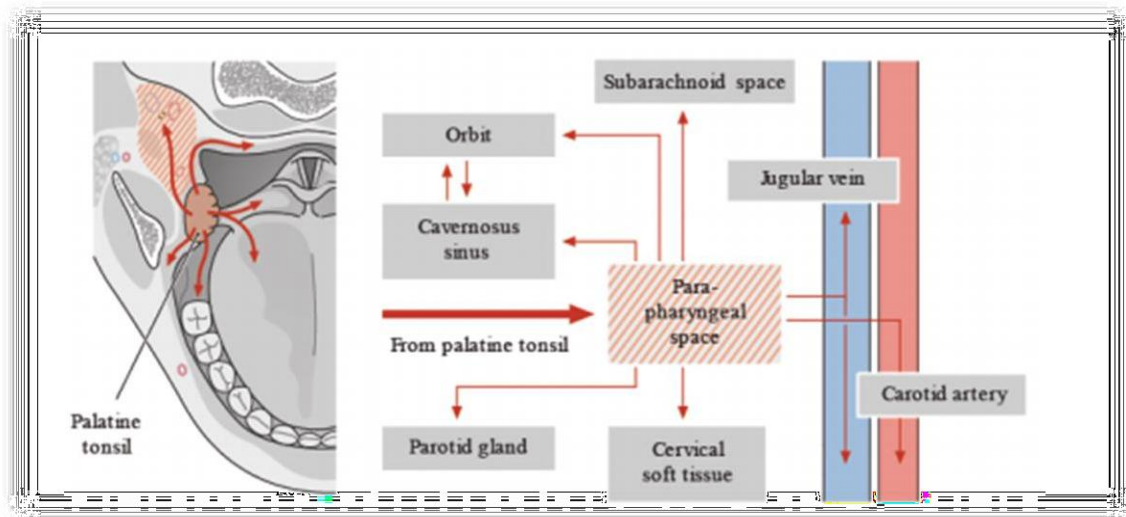 Subarachnoid space
Orbit
Jugular vein
Cavernosus
sinus
Para-
pharyngeal
space
From palatine tonsil
Carotid artery
Palatine
tonsil
Parotid gland
Cervical
soft tissue